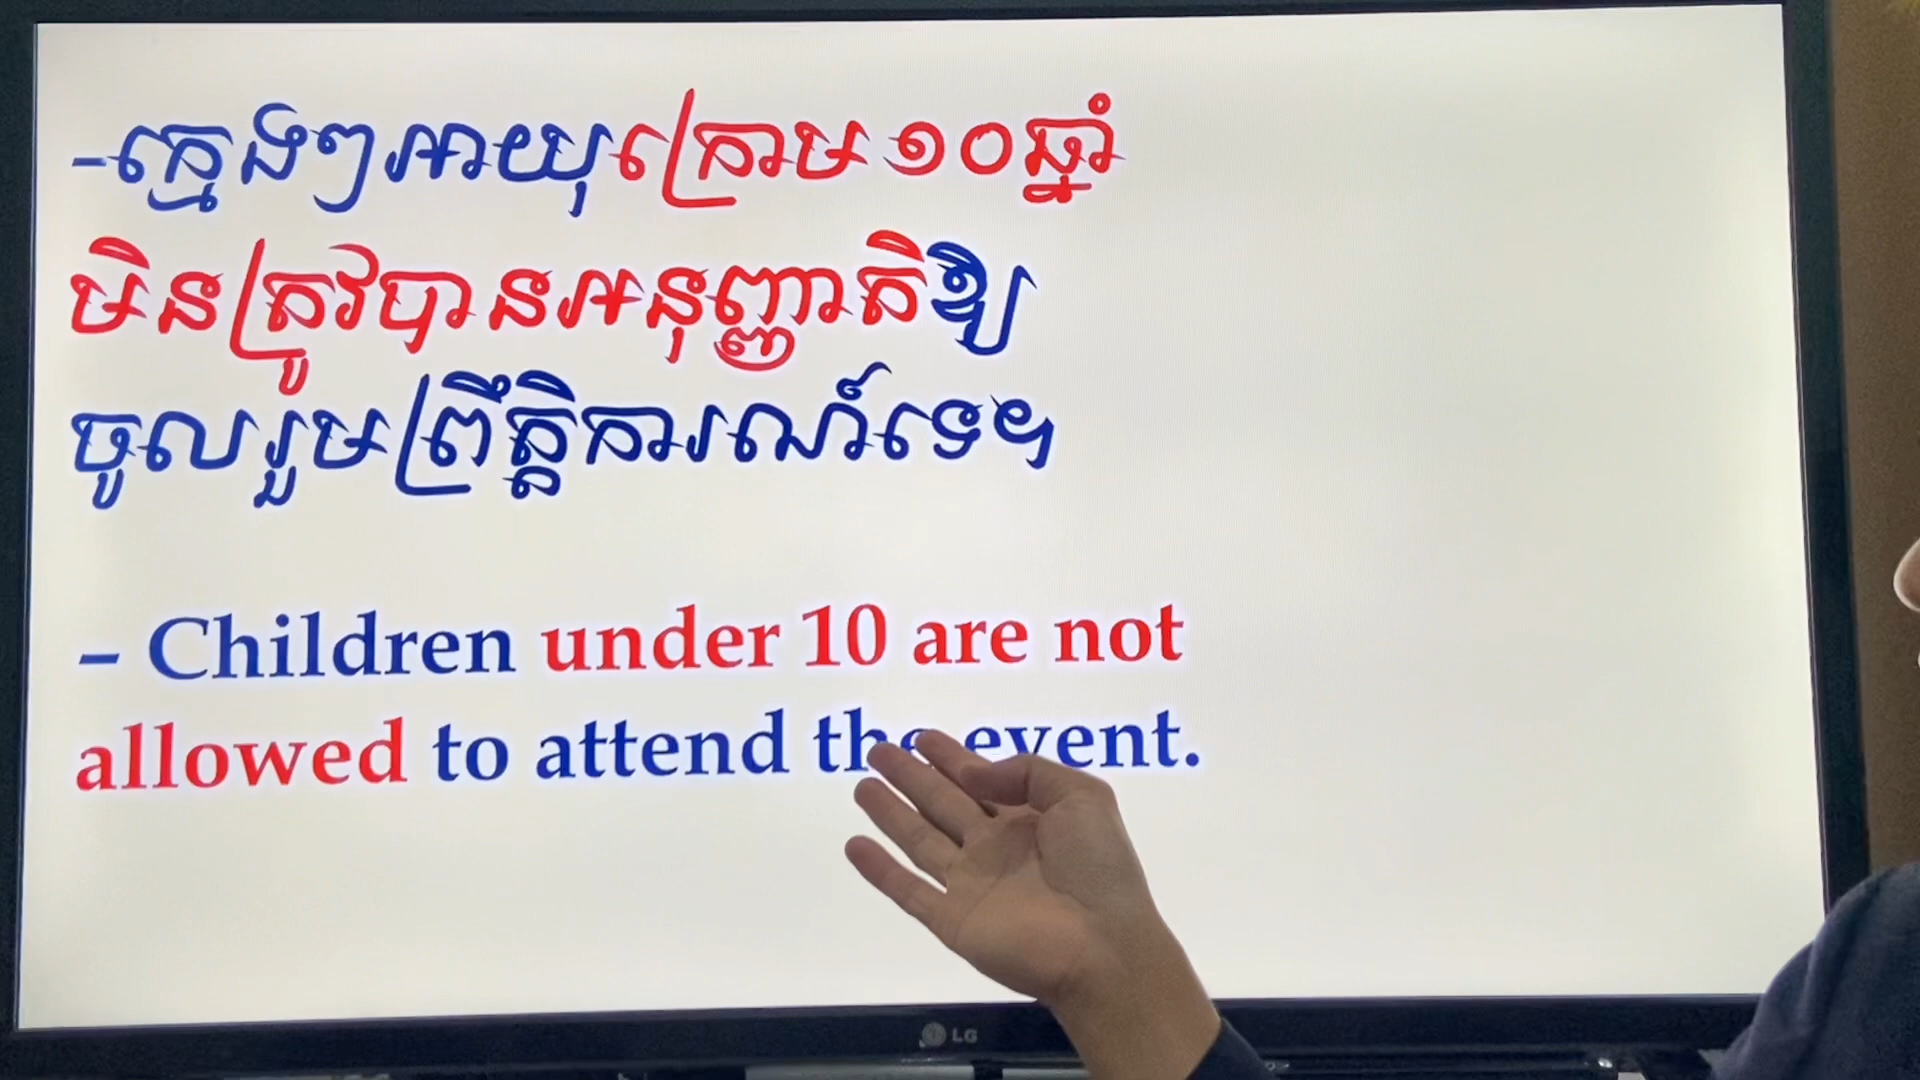 -ក្មេងៗអាយុក្រោម១០ឆ្នាំ
មិនត្រូវបានអនុញ្ញាតិឱ្យ
ចូលរួមព្រឹត្តិការណ៍ទេ។
– Children under 10 are not
allowed to attend the event.
LG